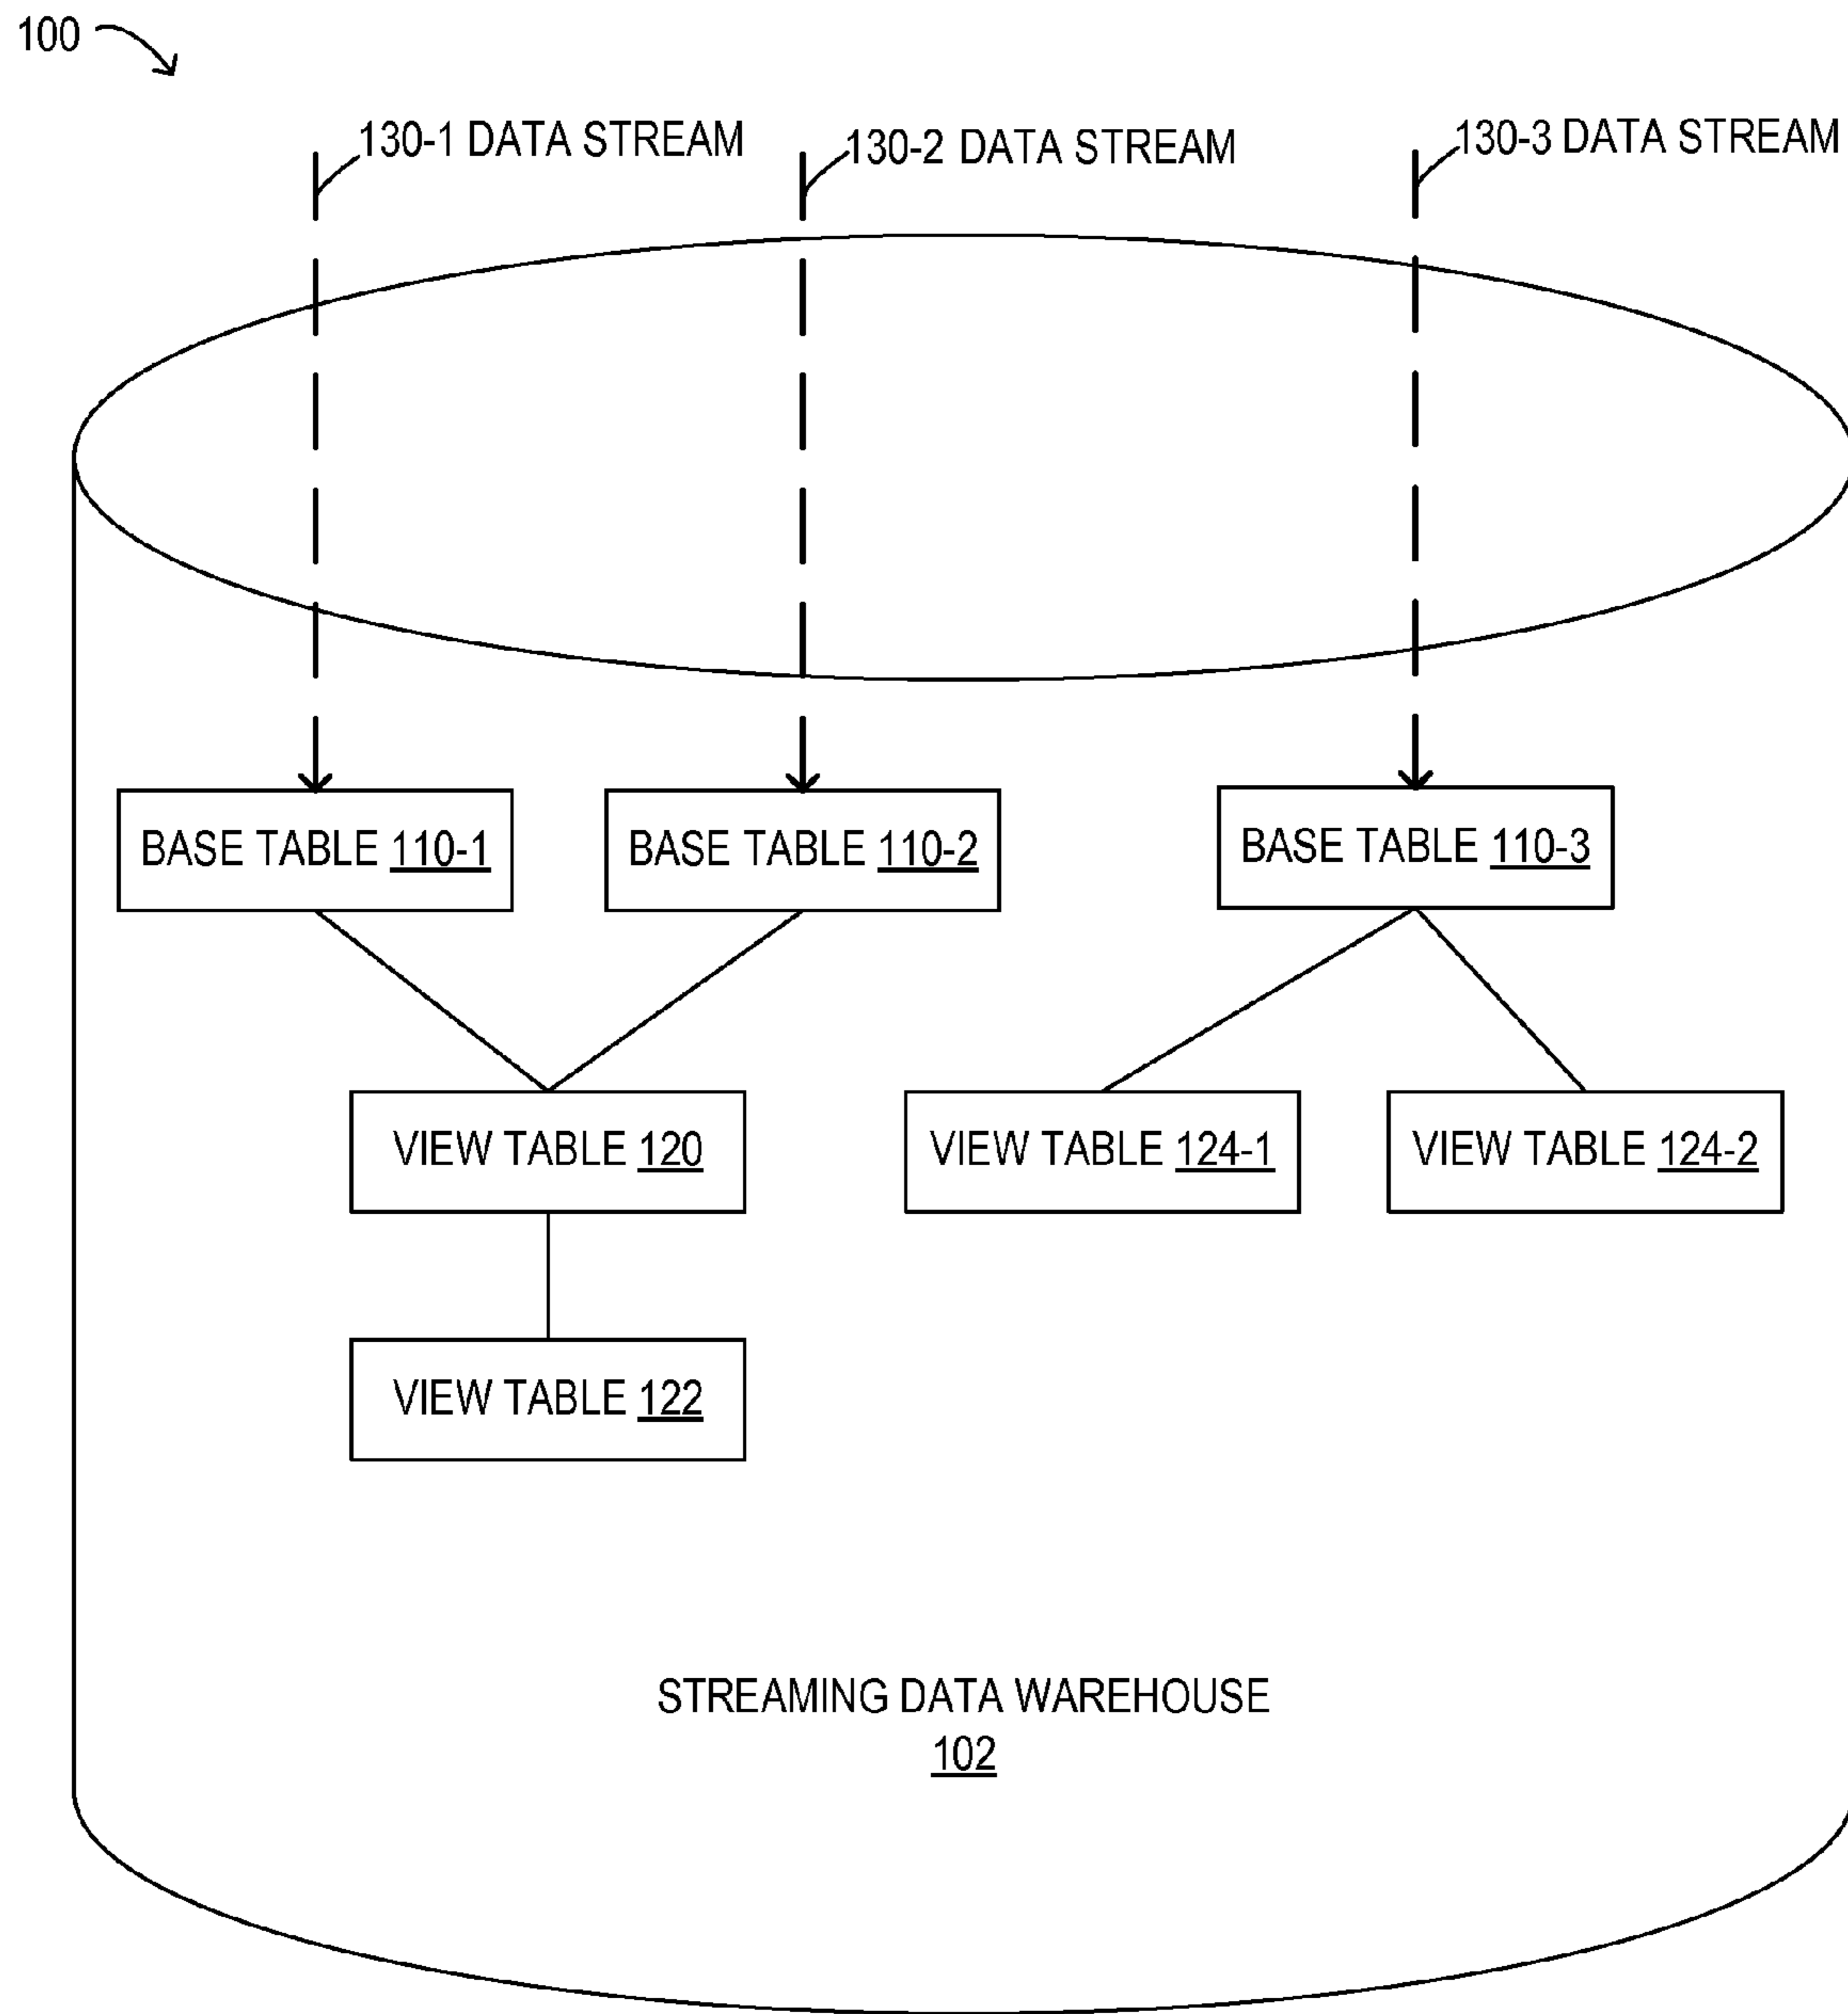 100
130-1 DATA STREAM
130-2 DATA STREAM
130-3 DATA STREAM
BASE TABLE 110-1
BASE TABLE 110-2
BASE TABLE 110-3
VIEW TABLE 120
VIEW TABLE 124-1
VIEW TABLE 124-2
VIEW TABLE 122
STREAMING DATA WAREHOUSE
102